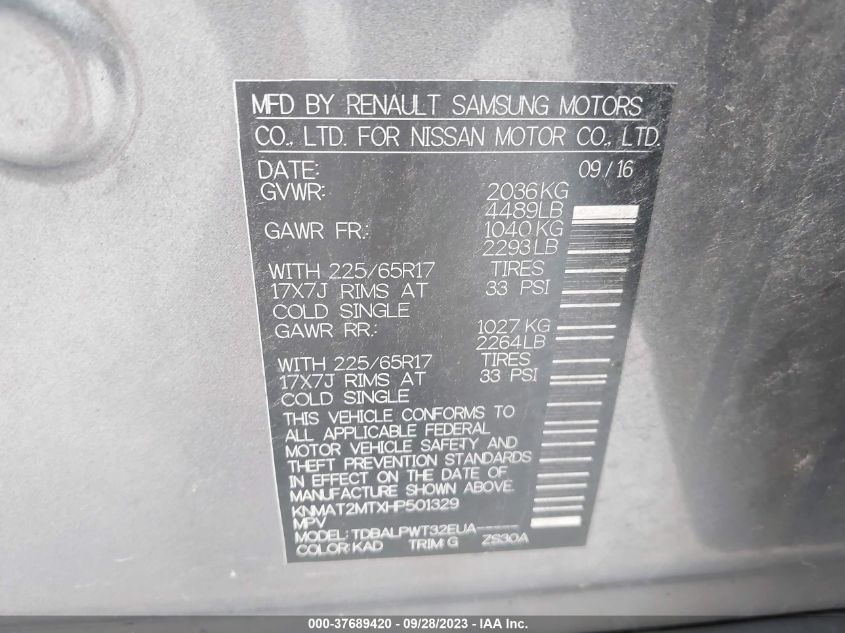 MFD BY RENAULT SAMSUNG MOTORS
CO., LTD. FOR NISSAN MOTOR CO., LTD.
DATE: 09/16
GVWR: 2036KG
4489LB
GAWR FR.: 1040KG
2293LB
WITH 225/65R17 TIRES
17X7J RIMS AT 33 PSI
COLD SINGLE
GAWR RR.: 1027KG
2264LB
WITH 225/65R17 TIRES
17X7J RIMS AT 33 PSI
COLD SINGLE
THIS VEHICLE CONFORMS TO
ALL APPLICABLE FEDERAL
MOTOR VEHICLE SAFETY AND
THEFT PREVENTION STANDARDS
IN EFFECT ON THE DATE OF
MANUFACTURE SHOWN ABOVE.
KNMAT2MTXHP501329
MPV
MODEL: TDBALPWT32EUA-----
COLOR: KAD TRIM: G ZS30A
000-37689420 - 09/28/2023 - IAA Inc.